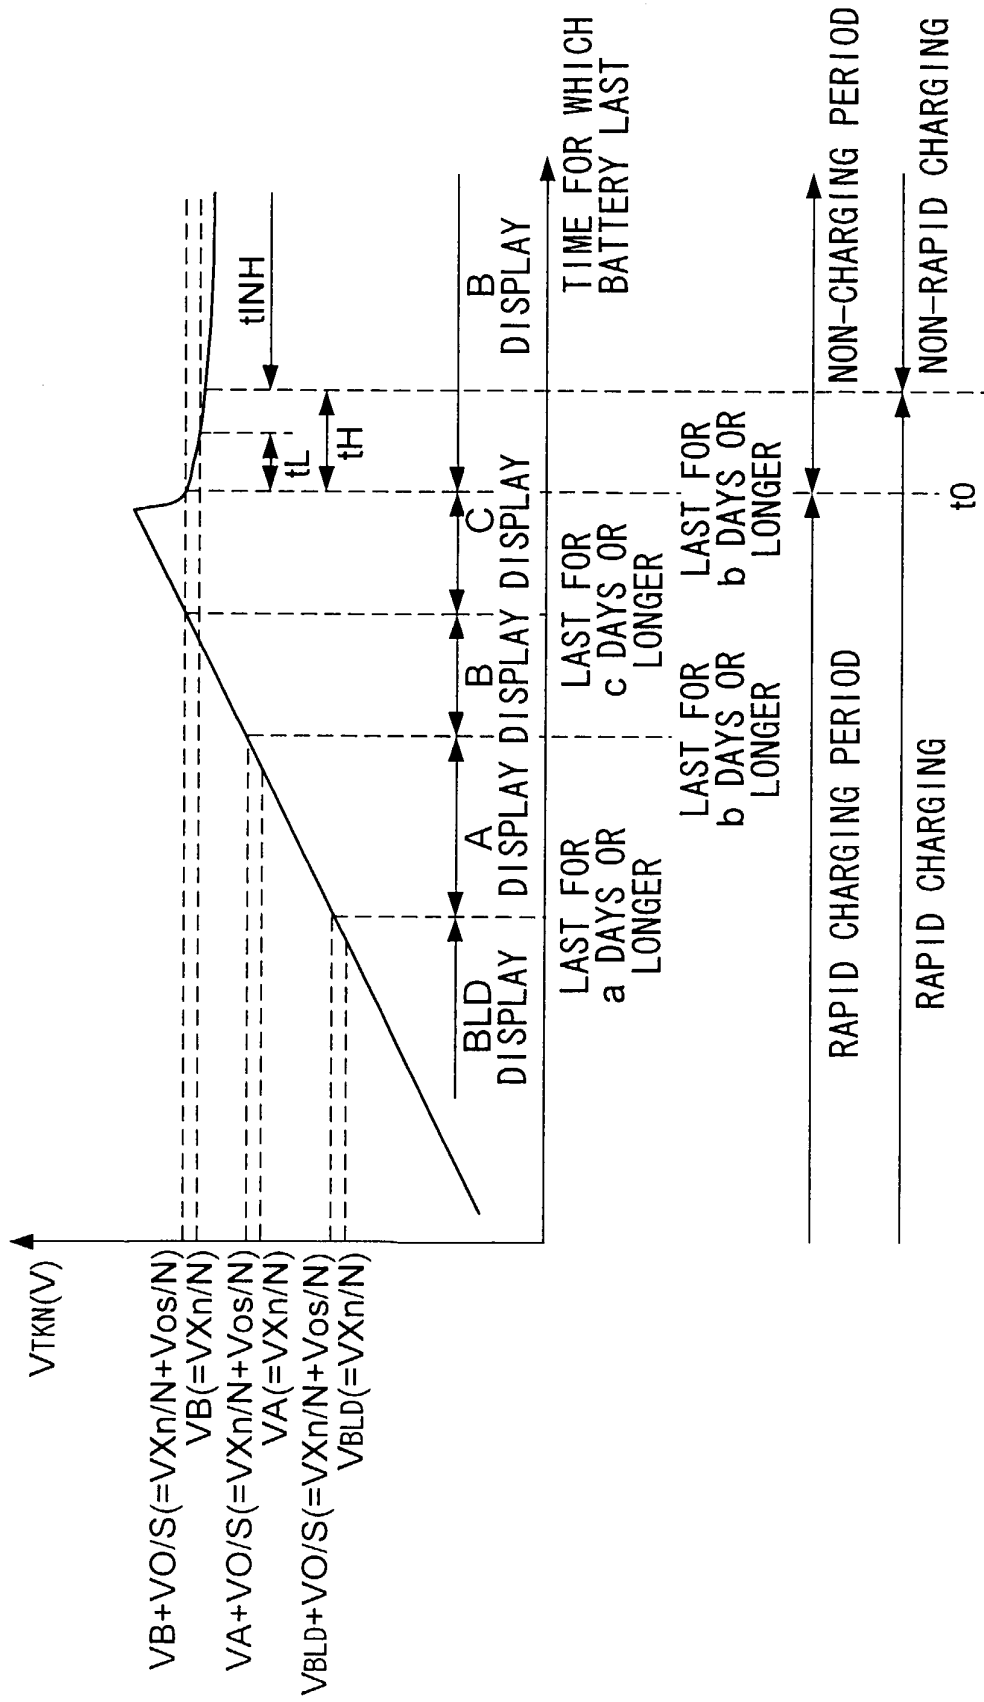 VTKN(V)
VB+VO/S(=VXn/N+Vos/N)
VB(=VXn/N)
VA+VO/S(=VXn/N+Vos/N)
VA(=VXn/N)
VBLD+VO/S(=VXn/N+Vos/N)
VBLD(=VXn/N)
tINH
tL
tH
BLD
DISPLAY
A
DISPLAY
B
DISPLAY
C
DISPLAY
B
DISPLAY
TIME FOR WHICH
BATTERY LAST
LAST FOR
a DAYS OR
LONGER
LAST FOR
c DAYS OR
LONGER
LAST FOR
b DAYS OR
LONGER
LAST FOR
b DAYS OR
LONGER
RAPID CHARGING PERIOD
NON-CHARGING PERIOD
RAPID CHARGING
NON-RAPID CHARGING
t0